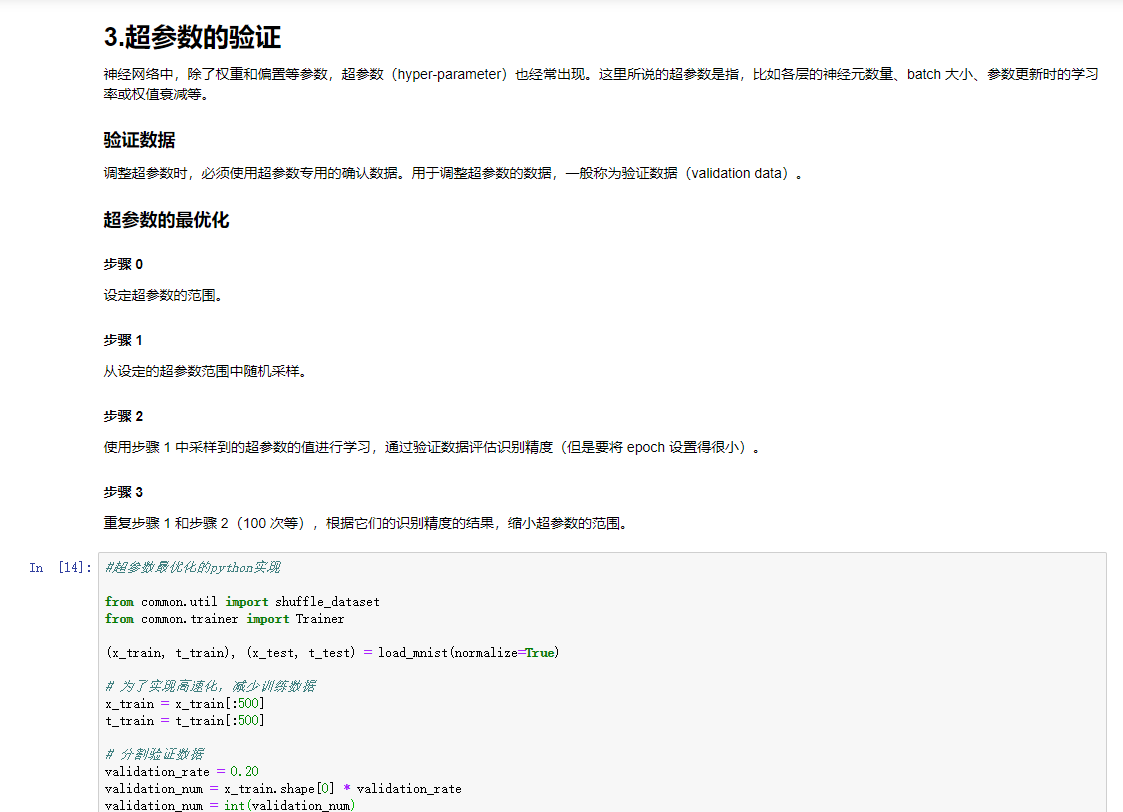 3.超参数的验证
神经网络中，除了权重和偏置等参数，超参数（hyper-parameter）也经常出现。这里所说的超参数是指，比如各层的神经元数量、batch 大小、参数更新时的学习
率或权值衰减等。
验证数据
调整超参数时，必须使用超参数专用的确认数据。用于调整超参数的数据，一般称为验证数据（validation data）。
超参数的最优化
步骤 0
设定超参数的范围。
步骤 1
从设定的超参数范围中随机采样。
步骤 2
使用步骤 1 中采样到的超参数的值进行学习，通过验证数据评估识别精度（但是要将 epoch 设置得很小）。
步骤 3
重复步骤 1 和步骤 2（100 次等），根据它们的识别精度的结果，缩小超参数的范围。
In [14]: #超参数最优化的python实现
from common.util import shuffle_dataset
from common.trainer import Trainer
(x_train, t_train), (x_test, t_test) = load_mnist(normalize=True)
# 为了实现高速化，减少训练数据
x_train = x_train[:500]
t_train = t_train[:500]
# 分割验证数据
validation_rate = 0.20
validation_num = x_train.shape[0] * validation_rate
validation_num = int(validation_num)